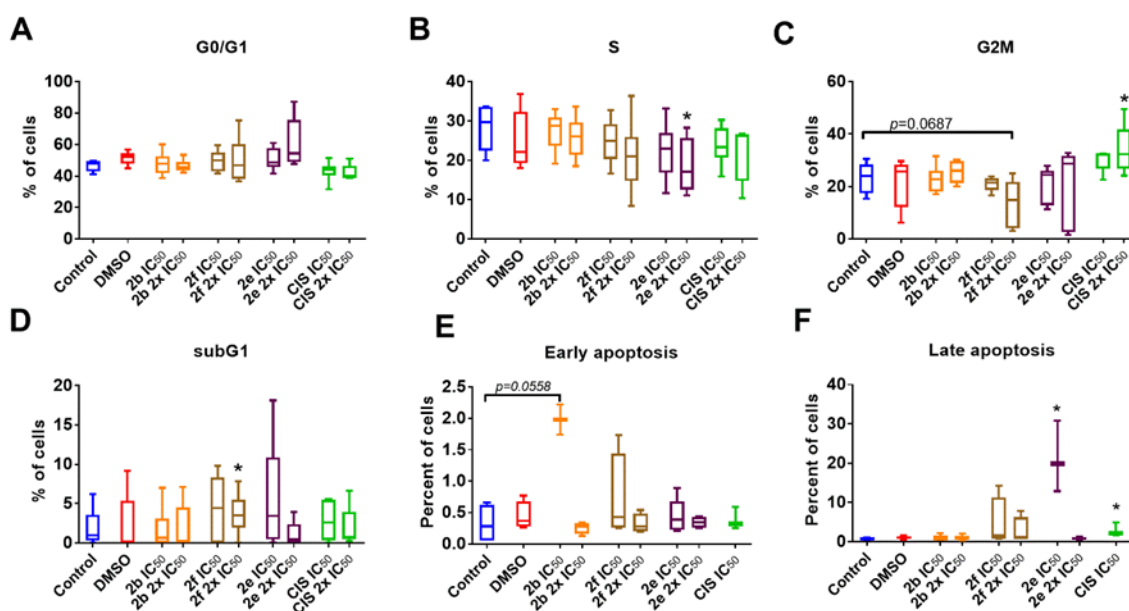 A
G0/G1
% of cells
100
80
60
40
20
0
Control
DMSO
2b IC50
2b 2x IC50
2f IC50
2f 2x IC50
2e IC50
2e 2x IC50
CIS IC50
CIS 2x IC50
B
S
% of cells
40
30
20
10
0
*
Control
DMSO
2b IC50
2b 2x IC50
2f IC50
2f 2x IC50
2e IC50
2e 2x IC50
CIS IC50
CIS 2x IC50
C
G2M
% of cells
60
40
20
0
p=0.0687
*
Control
DMSO
2b IC50
2b 2x IC50
2f IC50
2f 2x IC50
2e IC50
2e 2x IC50
CIS IC50
CIS 2x IC50
D
subG1
% of cells
20
15
10
5
0
*
Control
DMSO
2b IC50
2b 2x IC50
2f IC50
2f 2x IC50
2e IC50
2e 2x IC50
CIS IC50
CIS 2x IC50
E
Early apoptosis
Percent of cells
2.5
2.0
1.5
1.0
0.5
0.0
p=0.0558
Control
DMSO
2b IC50
2b 2x IC50
2f IC50
2f 2x IC50
2e IC50
2e 2x IC50
CIS IC50
F
Late apoptosis
Percent of cells
40
30
20
10
0
*
*
Control
DMSO
2b IC50
2b 2x IC50
2f IC50
2f 2x IC50
2e IC50
2e 2x IC50
CIS IC50